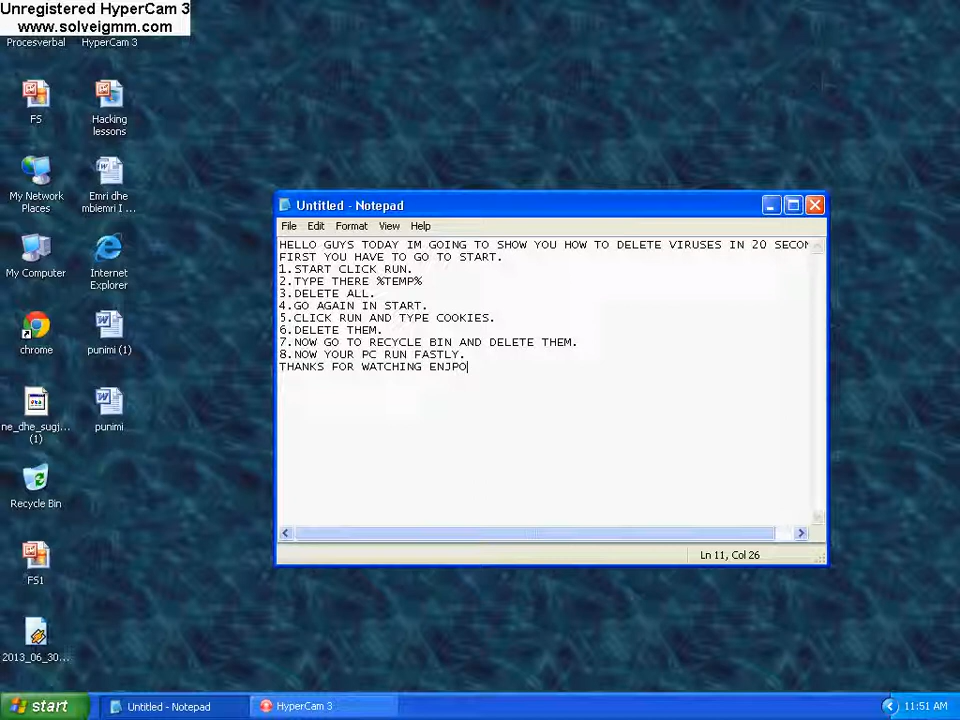 Unregistered HyperCam 3
www.solveigmm.com
Procesverbal
HyperCam 3
FS
Hacking
lessons
My Network
Places
Emri dhe
mbiemri I ...
My Computer
Internet
Explorer
chrome
punimi (1)
ne_dhe_sugj...
(1)
punimi
Recycle Bin
FS1
2013_06_30...
Untitled - Notepad
File Edit Format View Help
HELLO GUYS TODAY IM GOING TO SHOW YOU HOW TO DELETE VIRUSES IN 20 SECON
FIRST YOU HAVE TO GO TO START.
1.START CLICK RUN.
2.TYPE THERE %TEMP%
3.DELETE ALL.
4.GO AGAIN IN START.
5.CLICK RUN AND TYPE COOKIES.
6.DELETE THEM.
7.NOW GO TO RECYCLE BIN AND DELETE THEM.
8.NOW YOUR PC RUN FASTLY.
THANKS FOR WATCHING ENJPO
Ln 11, Col 26
start
Untitled - Notepad
HyperCam 3
11:51 AM